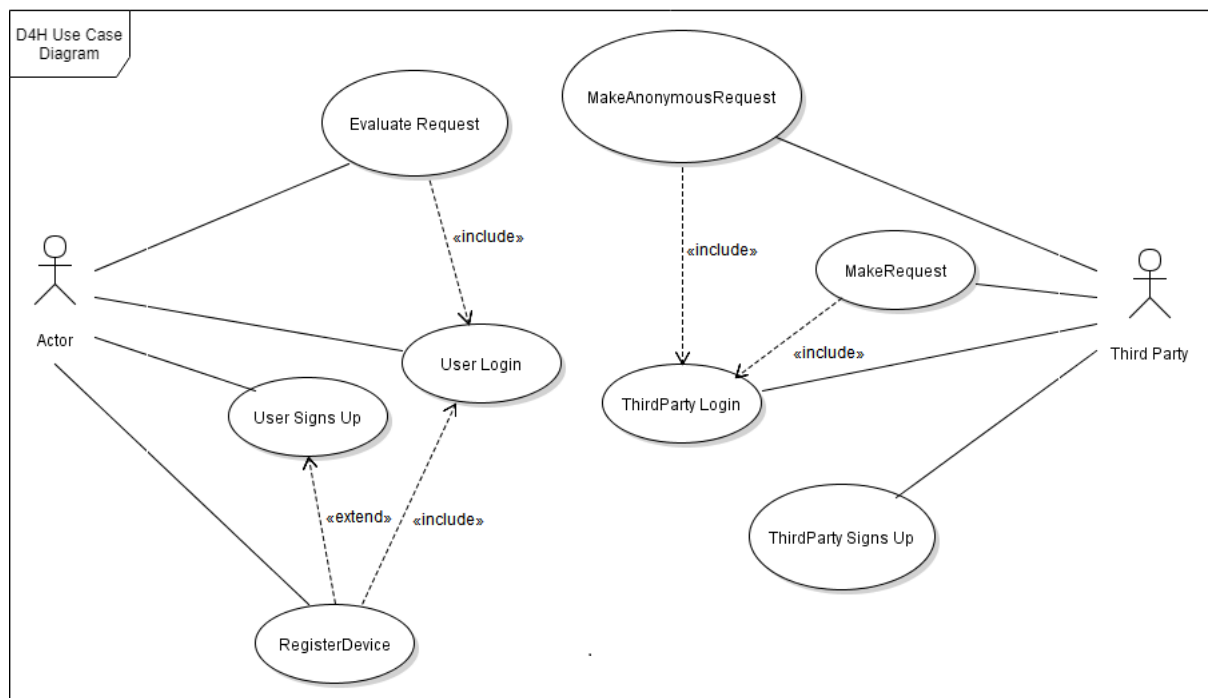 D4H Use Case
Diagram
MakeAnonymousRequest
Evaluate Request
«include»
«include»
MakeRequest
Actor
Third Party
«include»
User Login
ThirdParty Login
User Signs Up
«extend»
«include»
ThirdParty Signs Up
RegisterDevice